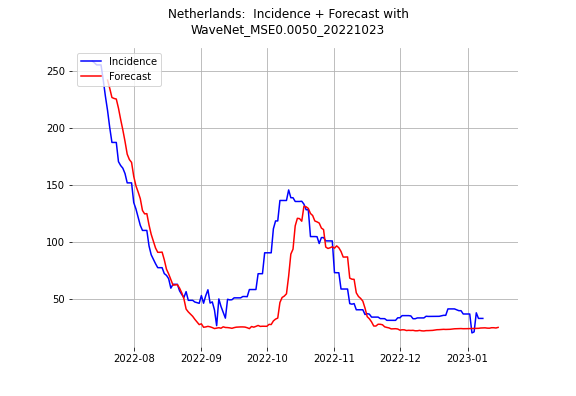 Netherlands:  Incidence + Forecast with
WaveNet_MSE0.0050_20221023
Incidence
Forecast
250
200
150
100
50
2022-08
2022-09
2022-10
2022-11
2022-12
2023-01